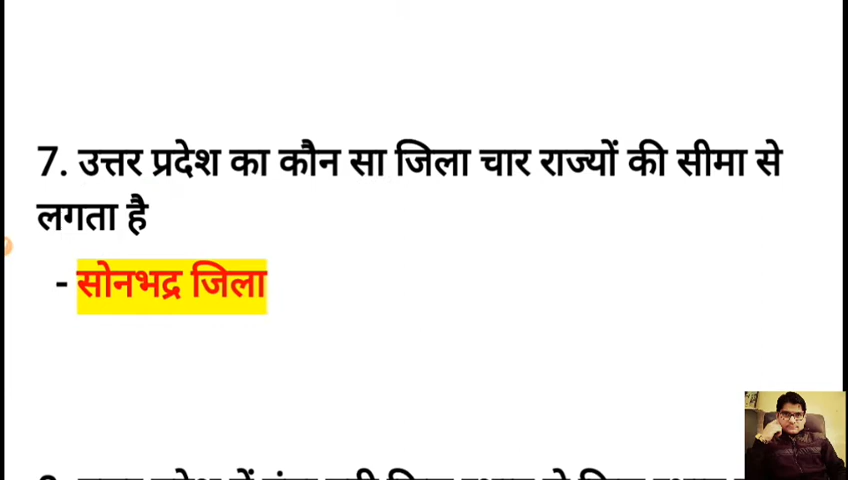 7. उत्तर प्रदेश का कौन सा जिला चार राज्यों की सीमा से
लगता है
- सोनभद्र जिला